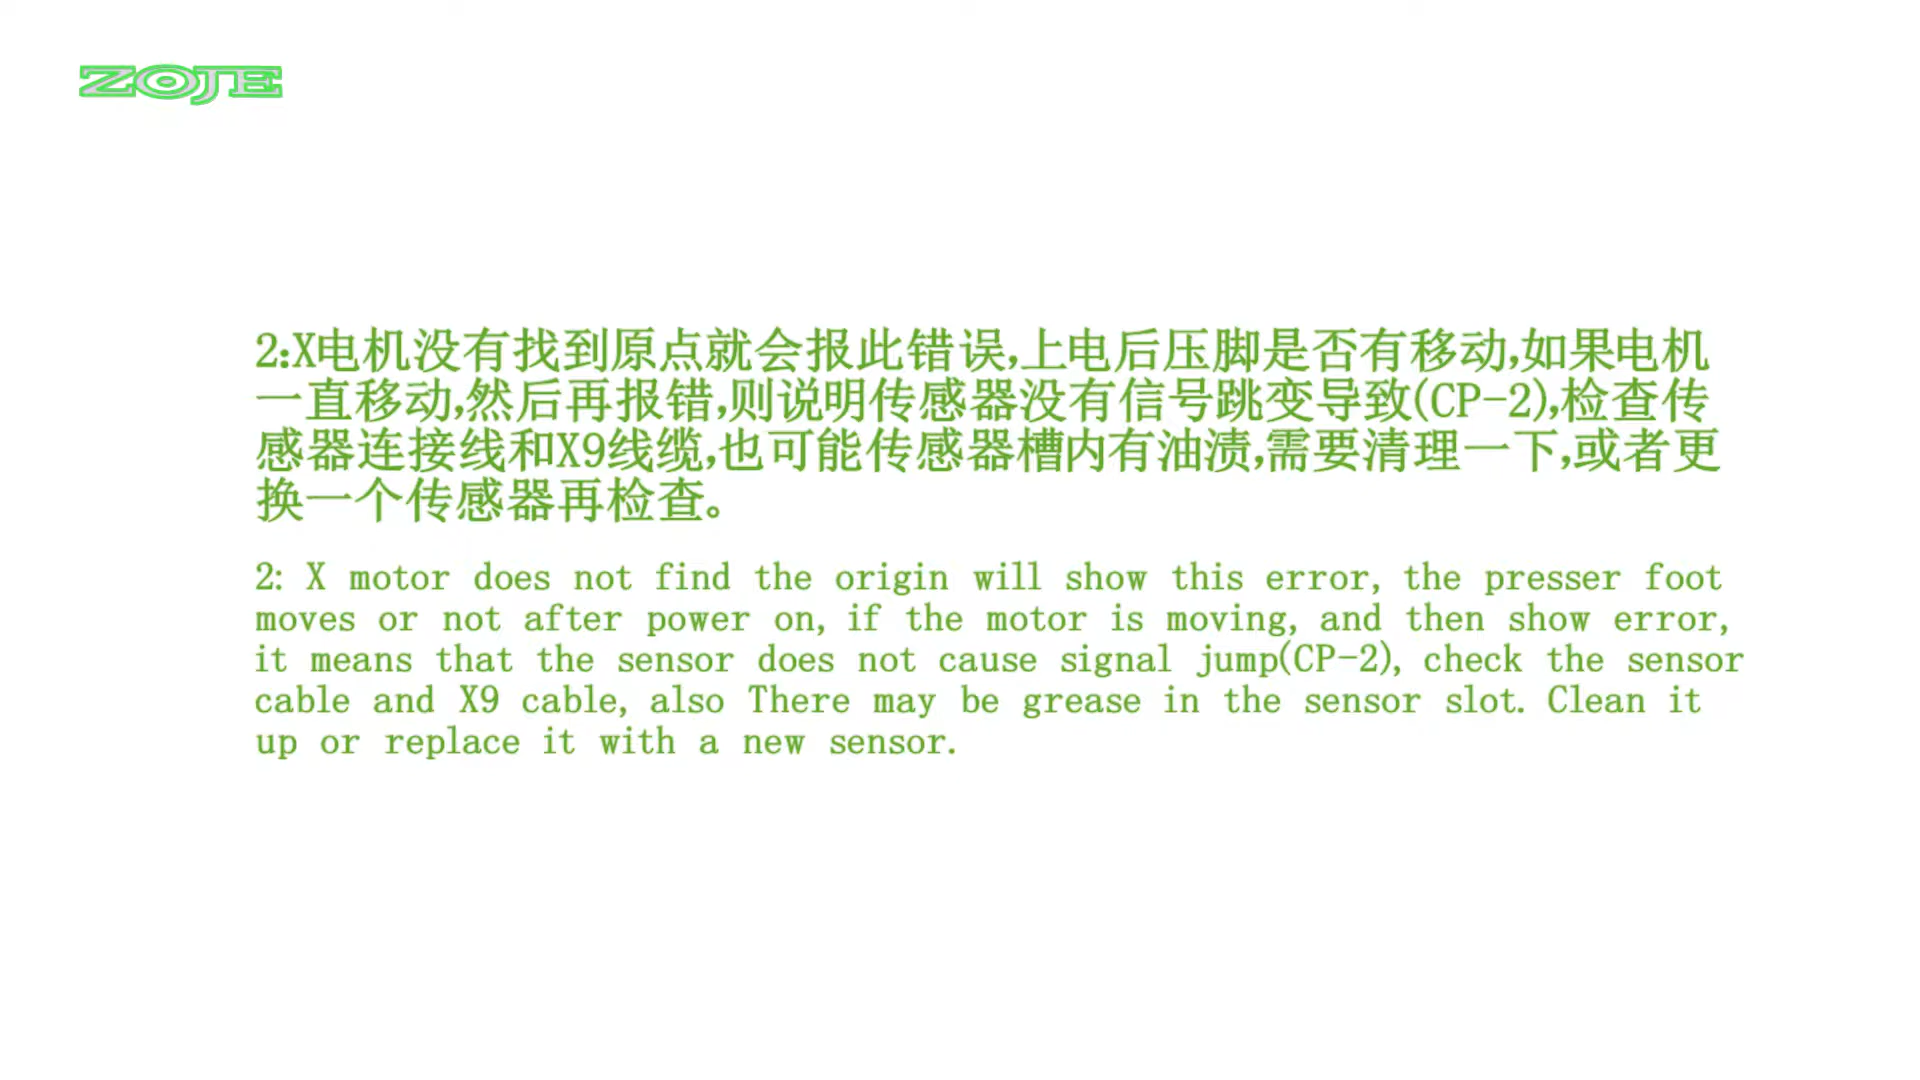 ZOJE
2:X电机没有找到原点就会报此错误,上电后压脚是否有移动,如果电机
一直移动,然后再报错,则说明传感器没有信号跳变导致(CP-2),检查传
感器连接线和X9线缆,也可能传感器槽内有油渍,需要清理一下,或者更
换一个传感器再检查。
2: X motor does not find the origin will show this error, the presser foot
moves or not after power on, if the motor is moving, and then show error,
it means that the sensor does not cause signal jump(CP-2), check the sensor
cable and X9 cable, also There may be grease in the sensor slot. Clean it
up or replace it with a new sensor.